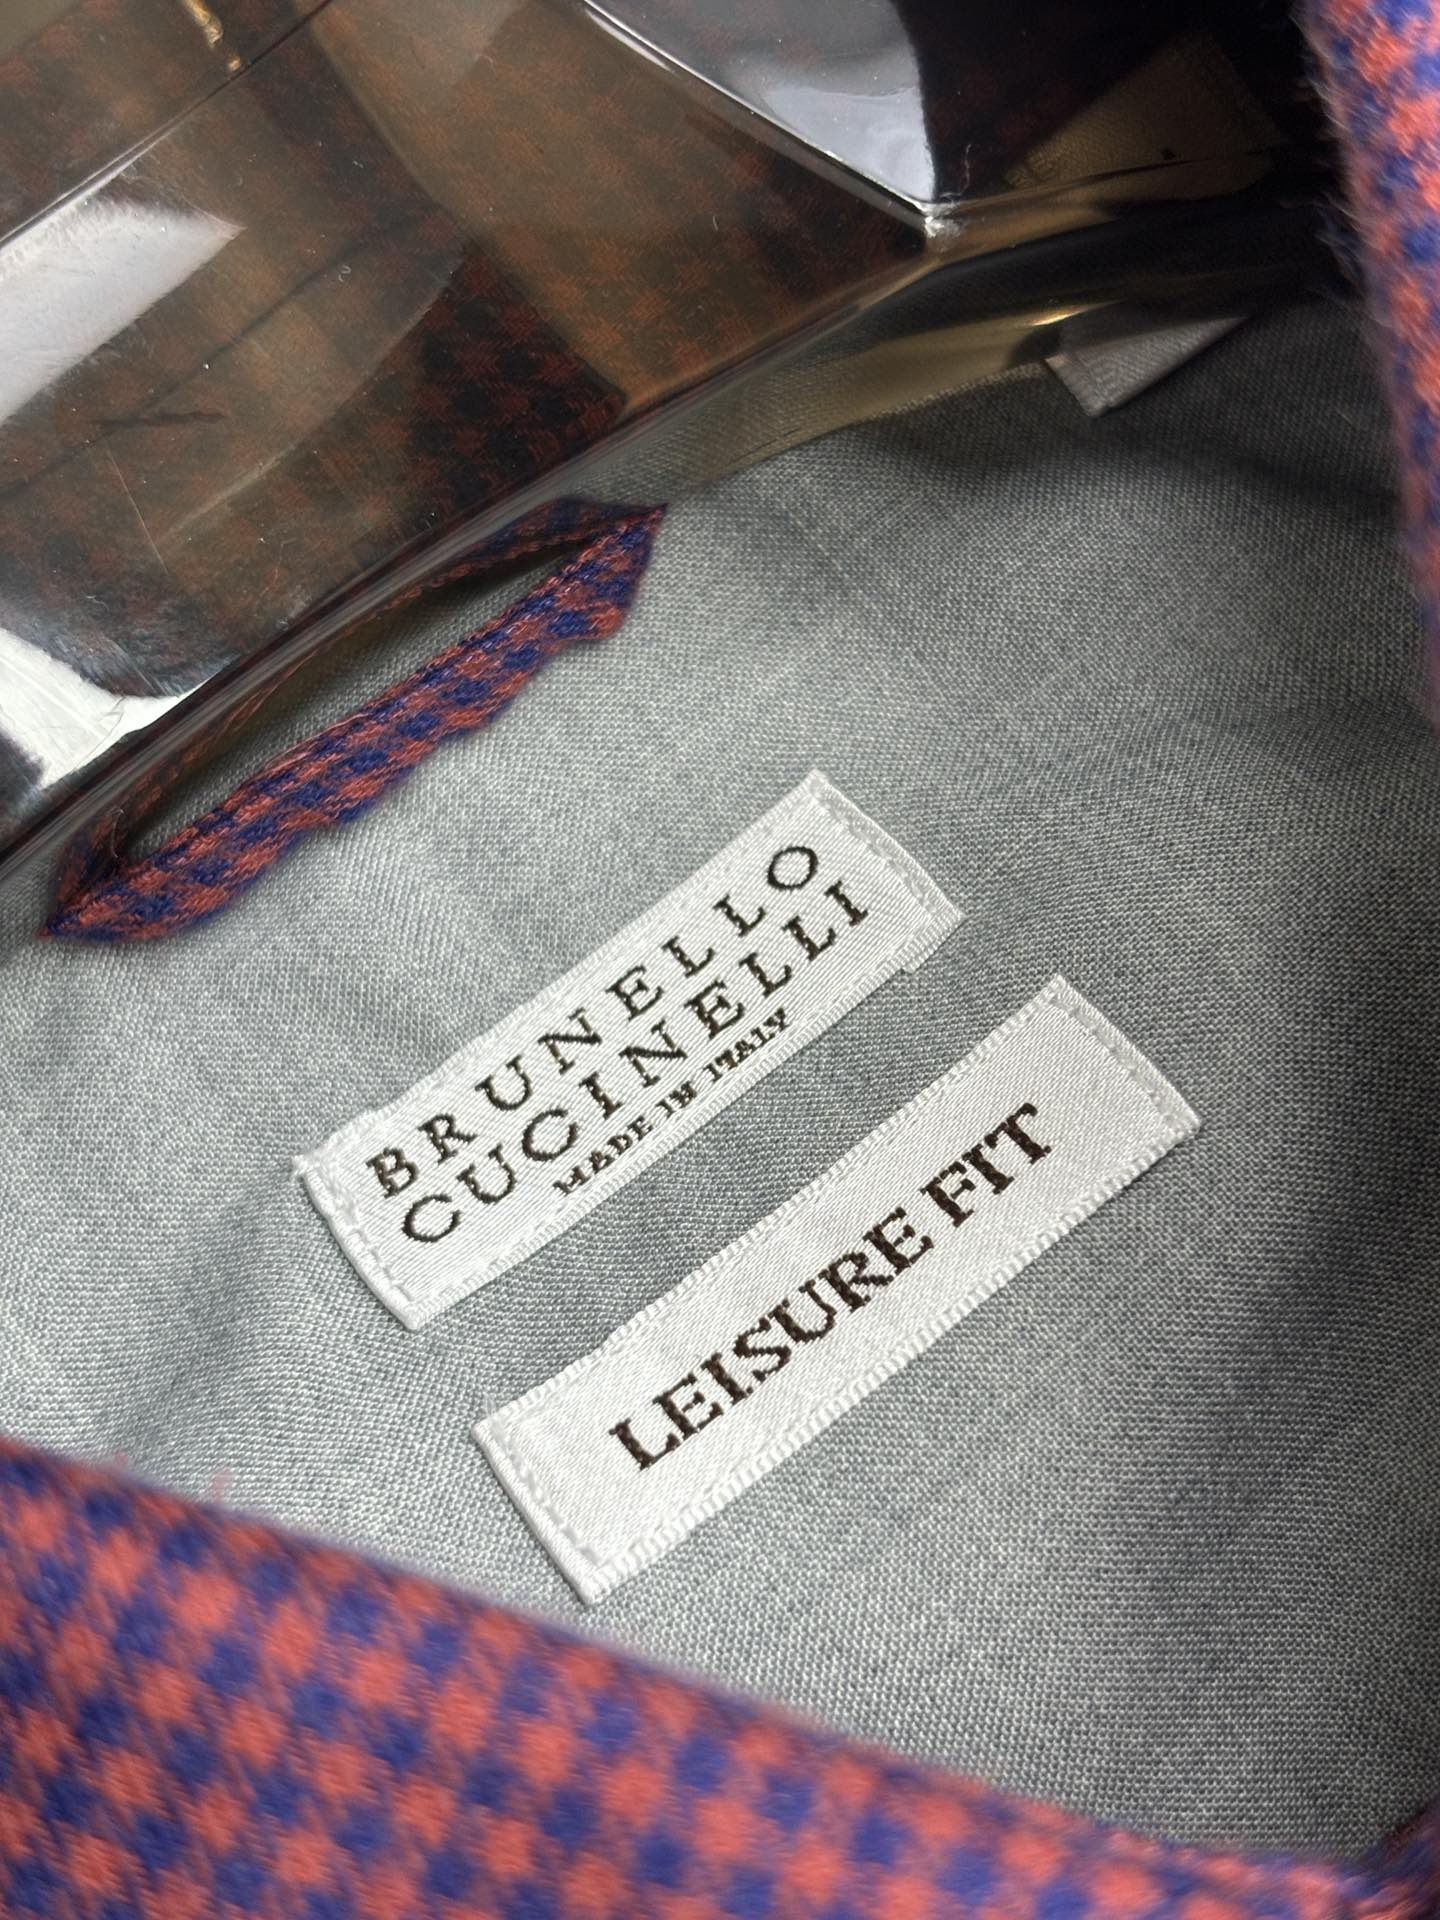 BRUNELLO
CUCINELLI
MADE IN ITALY
LEISURE FIT